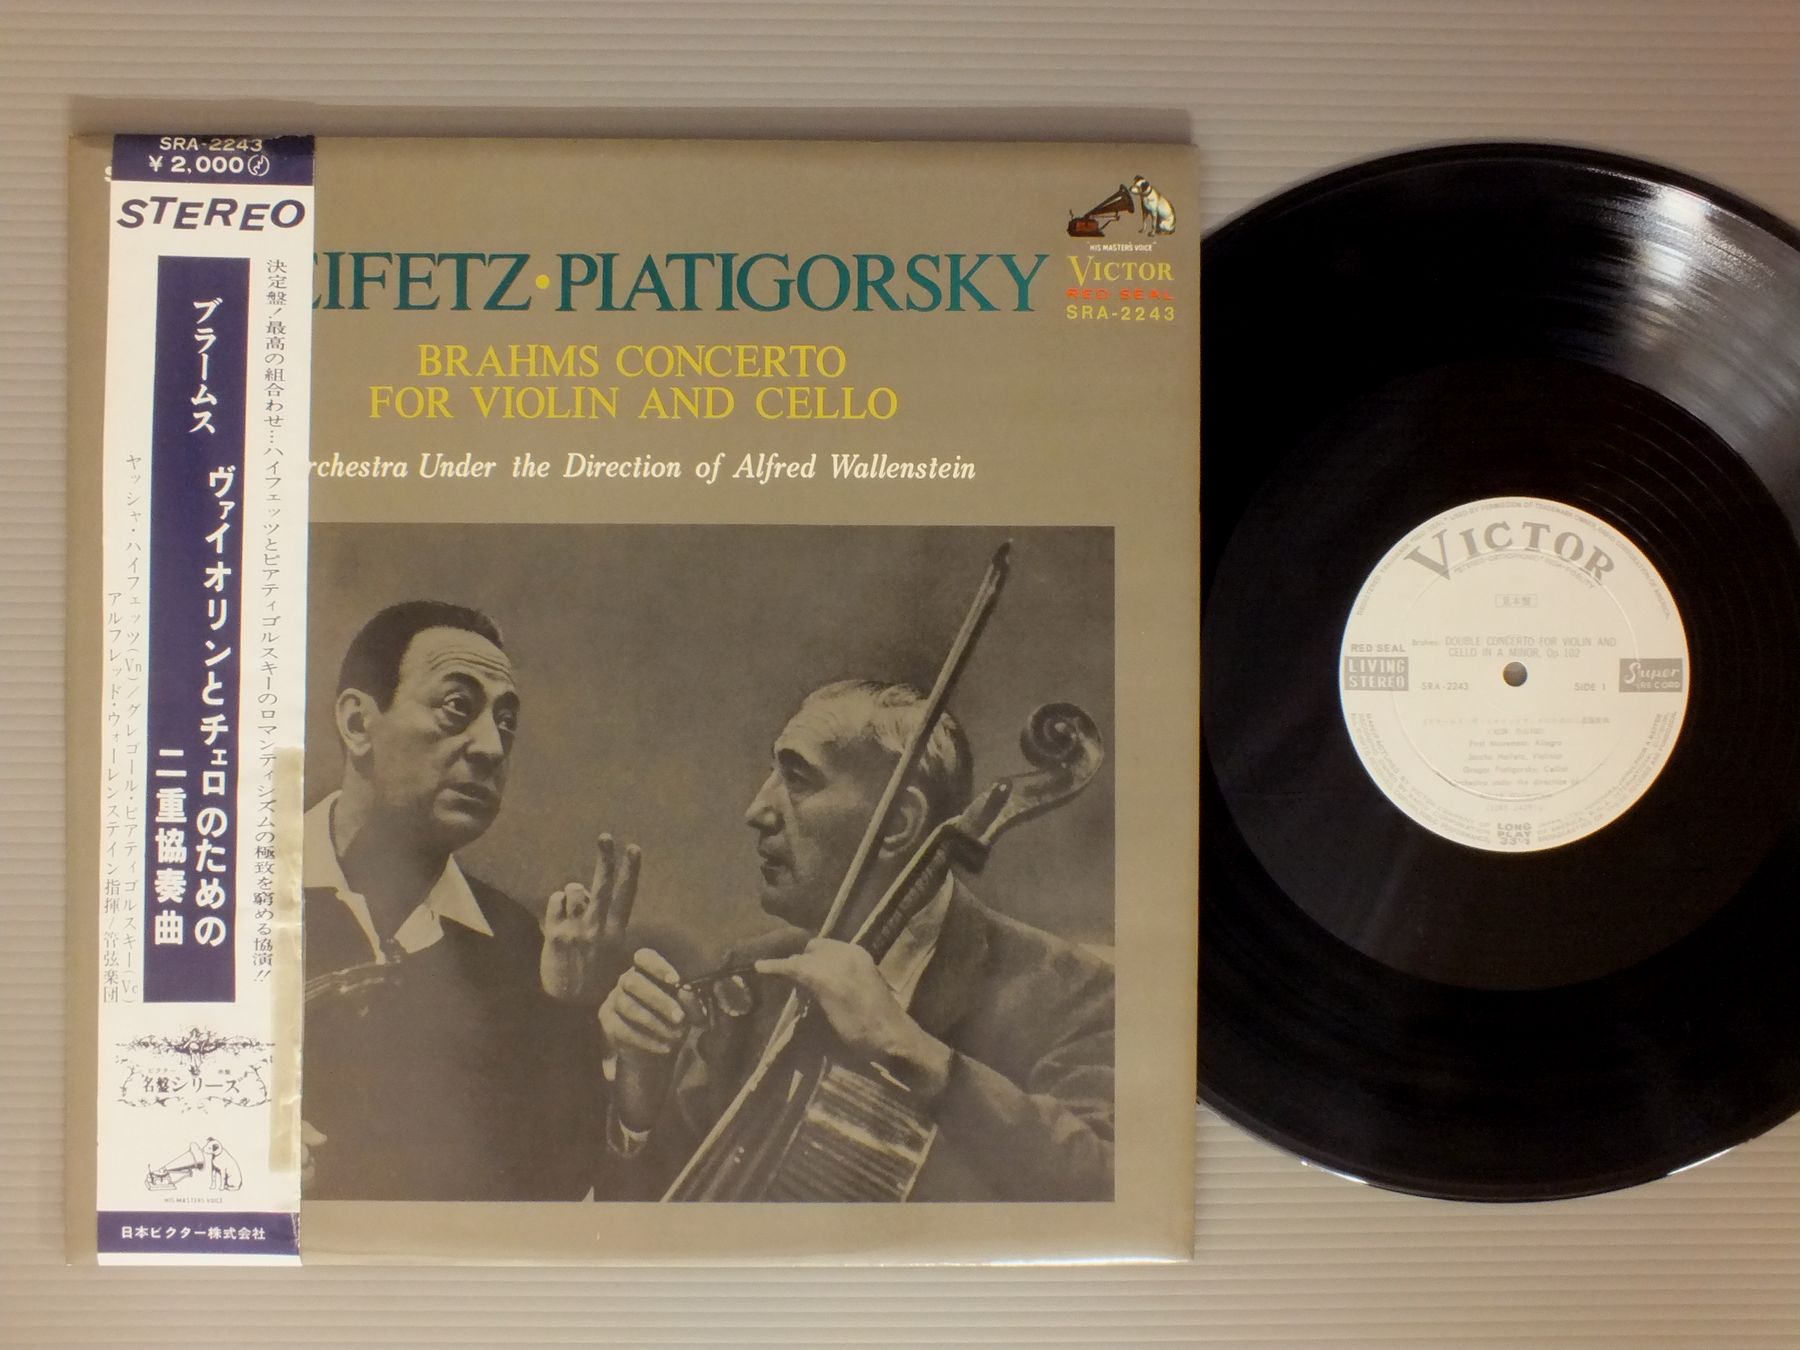 SRA-2243
¥2,000
STEREO
決定盤!最高の組合わせ…ハイフェッツとピアティゴルスキーのロマンティシズムの極致を窮める協演!!
ブラームス
ヴァイオリンとチェロのための
二重協奏曲
ヤッシャ・ハイフェッツ(Vn)/グレゴール・ピアティゴルスキー(Vc)
アルフレッド・ウォーレンステイン指揮/管弦楽団
名盤シリーズ
HIS MASTERS VOICE
日本ビクター株式会社
EIFETZ·PIATIGORSKY
BRAHMS CONCERTO
FOR VIOLIN AND CELLO
rchestra Under the Direction of Alfred Wallenstein
"HIS MASTER'S VOICE"
VICTOR
RED SEAL
SRA-2243
VICTOR
見本盤
Brahms: DOUBLE CONCERTO FOR VIOLIN AND
CELLO IN A MINOR, Op. 102
RED SEAL
LIVING
STEREO
Super
RECORD
SRA-2243
SIDE 1
First Movement: Allegro
Jascha Heifetz, Violinist
Gregor Piatigorsky, Cellist
LONG
PLAY
33⅓